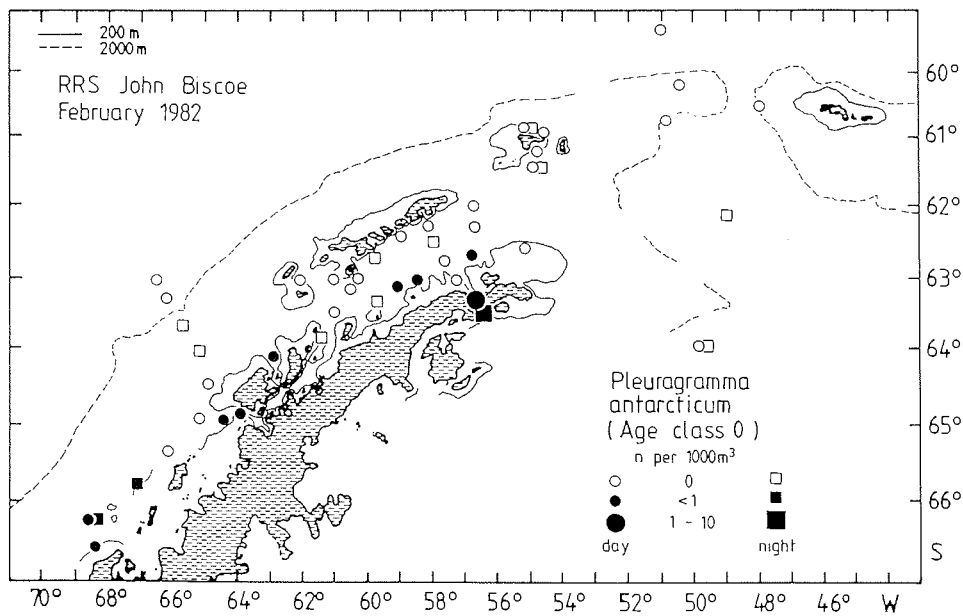 200 m
2000 m
RRS John Biscoe
February 1982
60°
61°
62°
63°
64°
65°
66°
S
Pleuragramma
antarcticum
( Age class 0 )
n per 1000m³
0
<1
1 - 10
day night
70° 68° 66° 64° 62° 60° 58° 56° 54° 52° 50° 48° 46° W